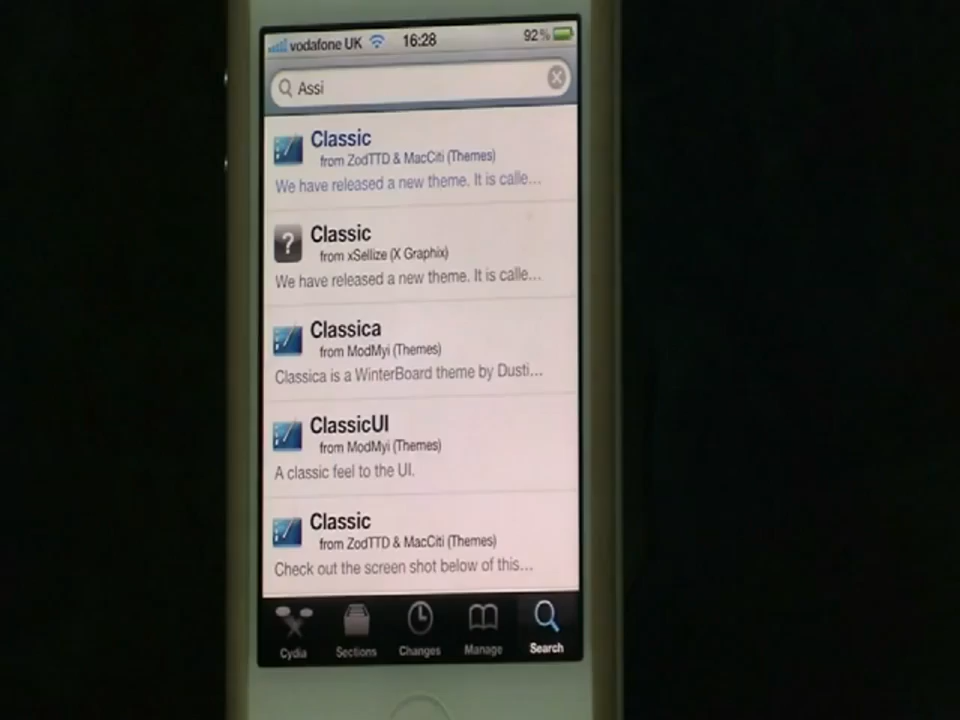 vodafone UK 16:28 92%
Assi
Classic
from ZodTTD & MacCiti (Themes)
We have released a new theme. It is calle...
?
Classic
from xSellize (X Graphix)
We have released a new theme. It is calle...
Classica
from ModMyi (Themes)
Classica is a WinterBoard theme by Dusti...
ClassicUI
from ModMyi (Themes)
A classic feel to the UI.
Classic
from ZodTTD & MacCiti (Themes)
Check out the screen shot below of this...
Cydia Sections Changes Manage Search